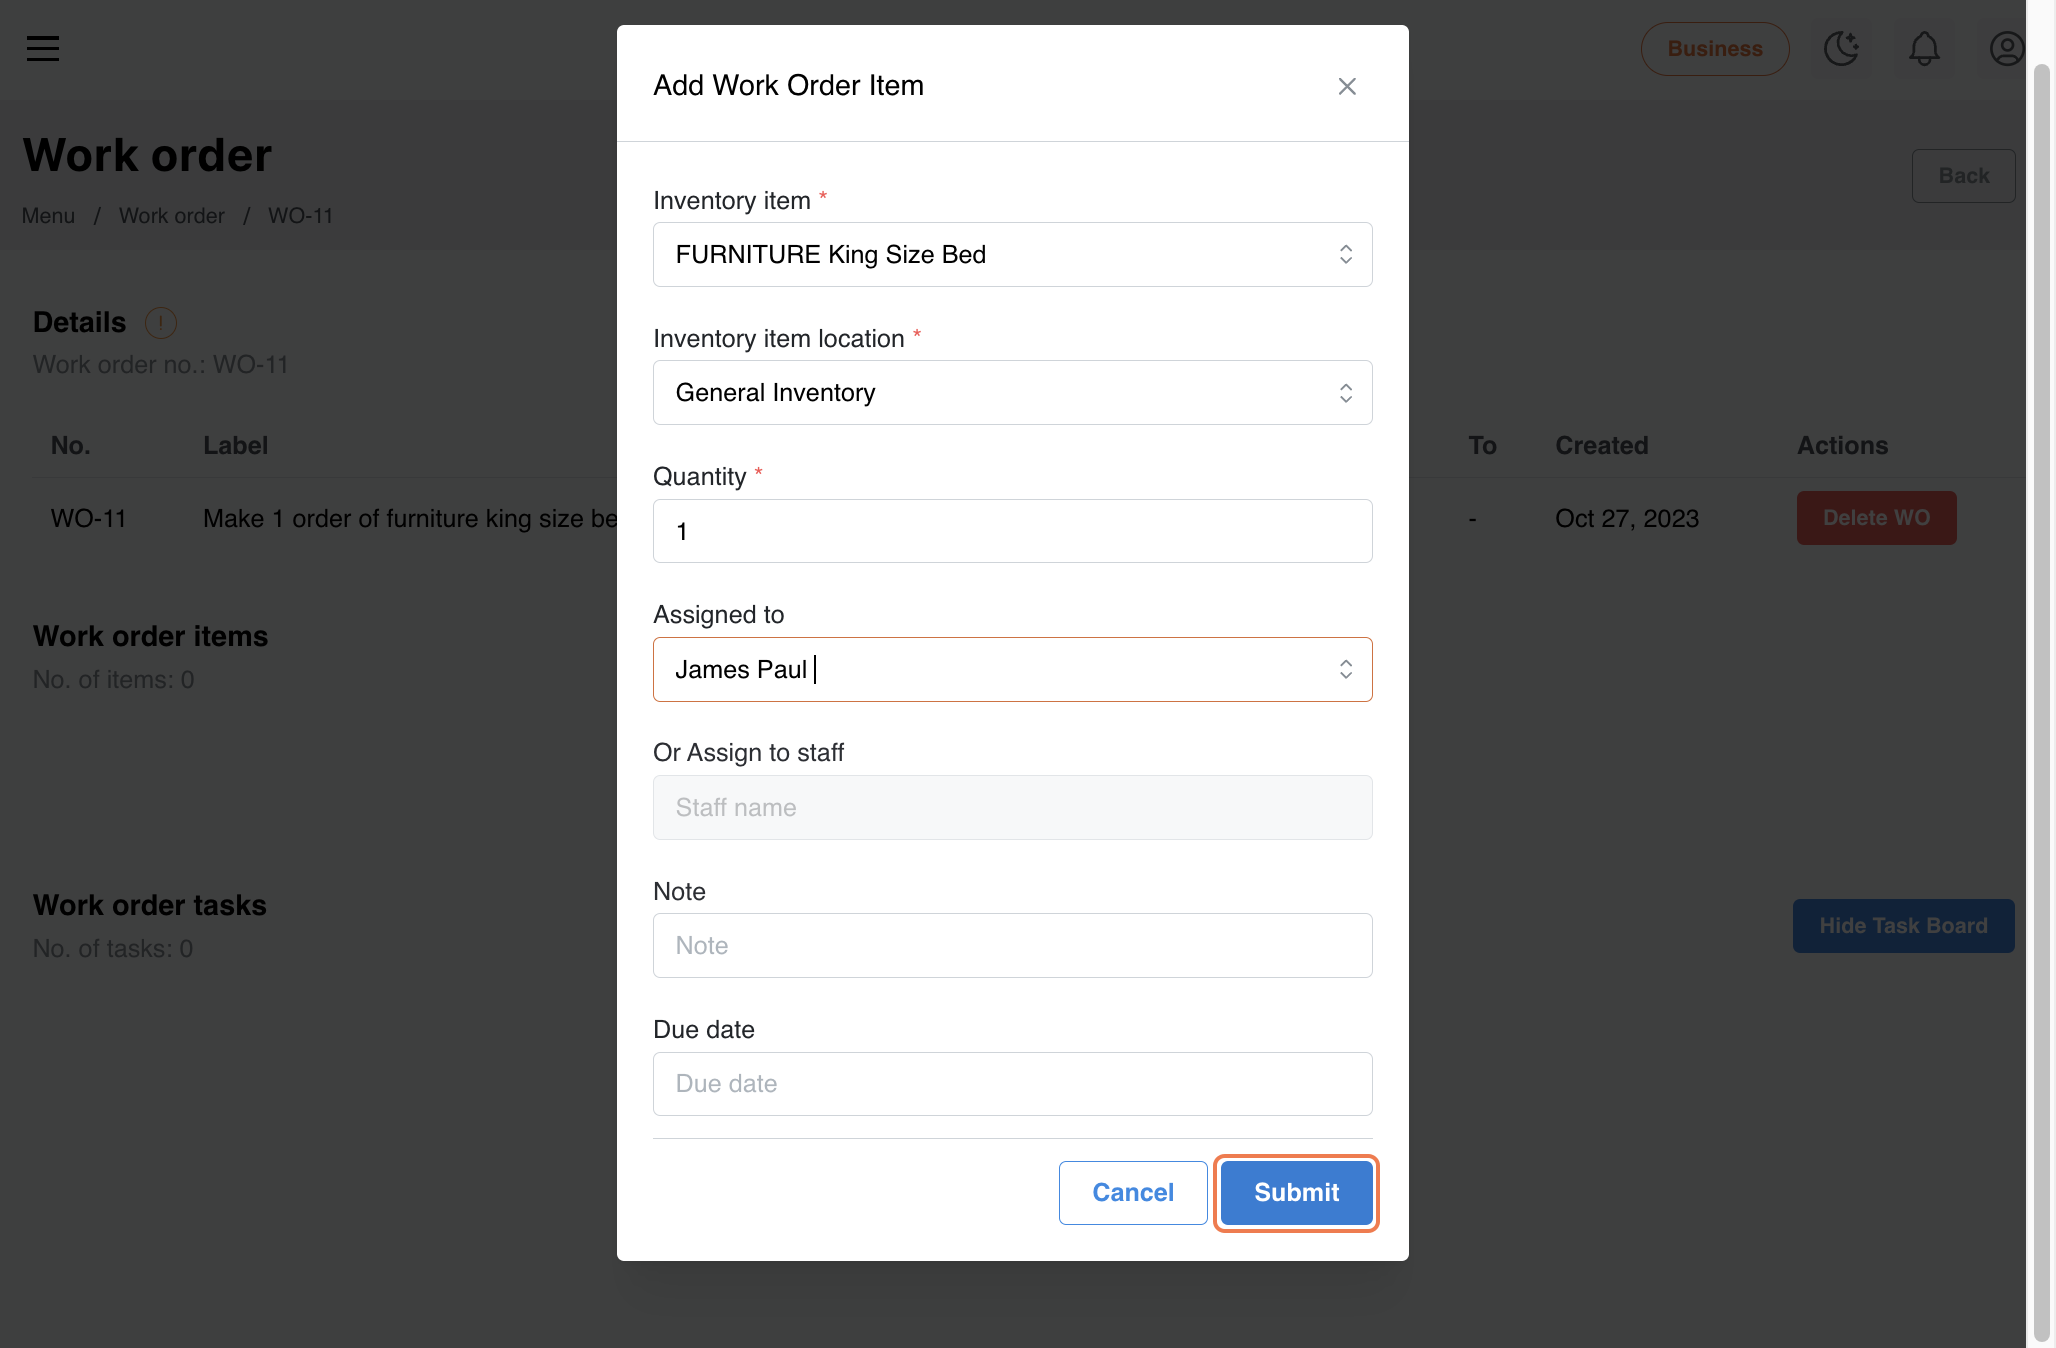 Business
Work order
Menu / Work order / WO-11
Back
Details
Work order no.: WO-11
No. Label To Created Actions
WO-11 Make 1 order of furniture king size be - Oct 27, 2023 Delete WO
Work order items
No. of items: 0
Work order tasks
No. of tasks: 0
Hide Task Board
Add Work Order Item
Inventory item *
FURNITURE King Size Bed
Inventory item location *
General Inventory
Quantity *
1
Assigned to
James Paul
Or Assign to staff
Staff name
Note
Note
Due date
Due date
Cancel Submit